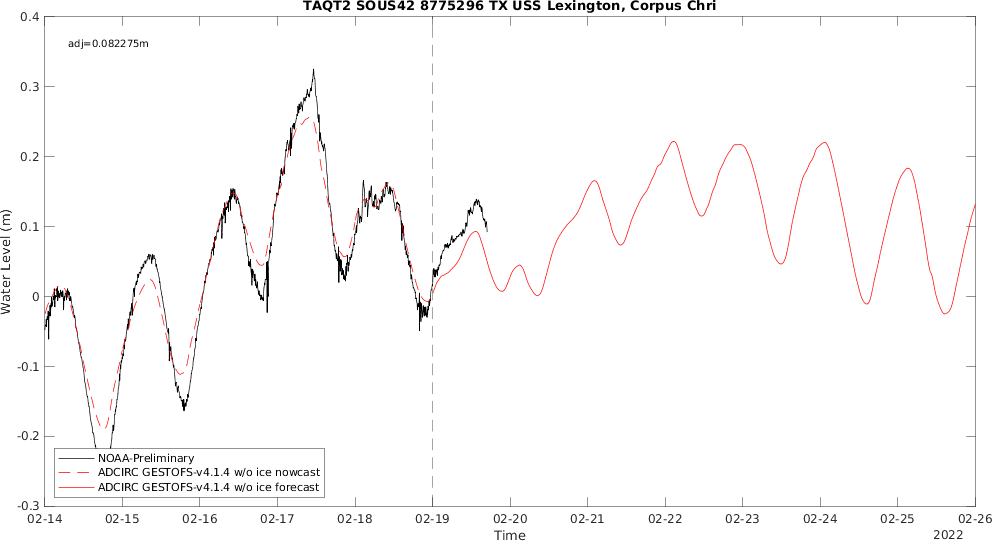 TAQT2 SOUS42 8775296 TX USS Lexington, Corpus Chri
adj=0.082275m
0.4
0.3
0.2
0.1
0
-0.1
-0.2
-0.3
Water Level (m)
NOAA-Preliminary
ADCIRC GESTOFS-v4.1.4 w/o ice nowcast
ADCIRC GESTOFS-v4.1.4 w/o ice forecast
02-14 02-15 02-16 02-17 02-18 02-19 02-20 02-21 02-22 02-23 02-24 02-25 02-26
Time
2022